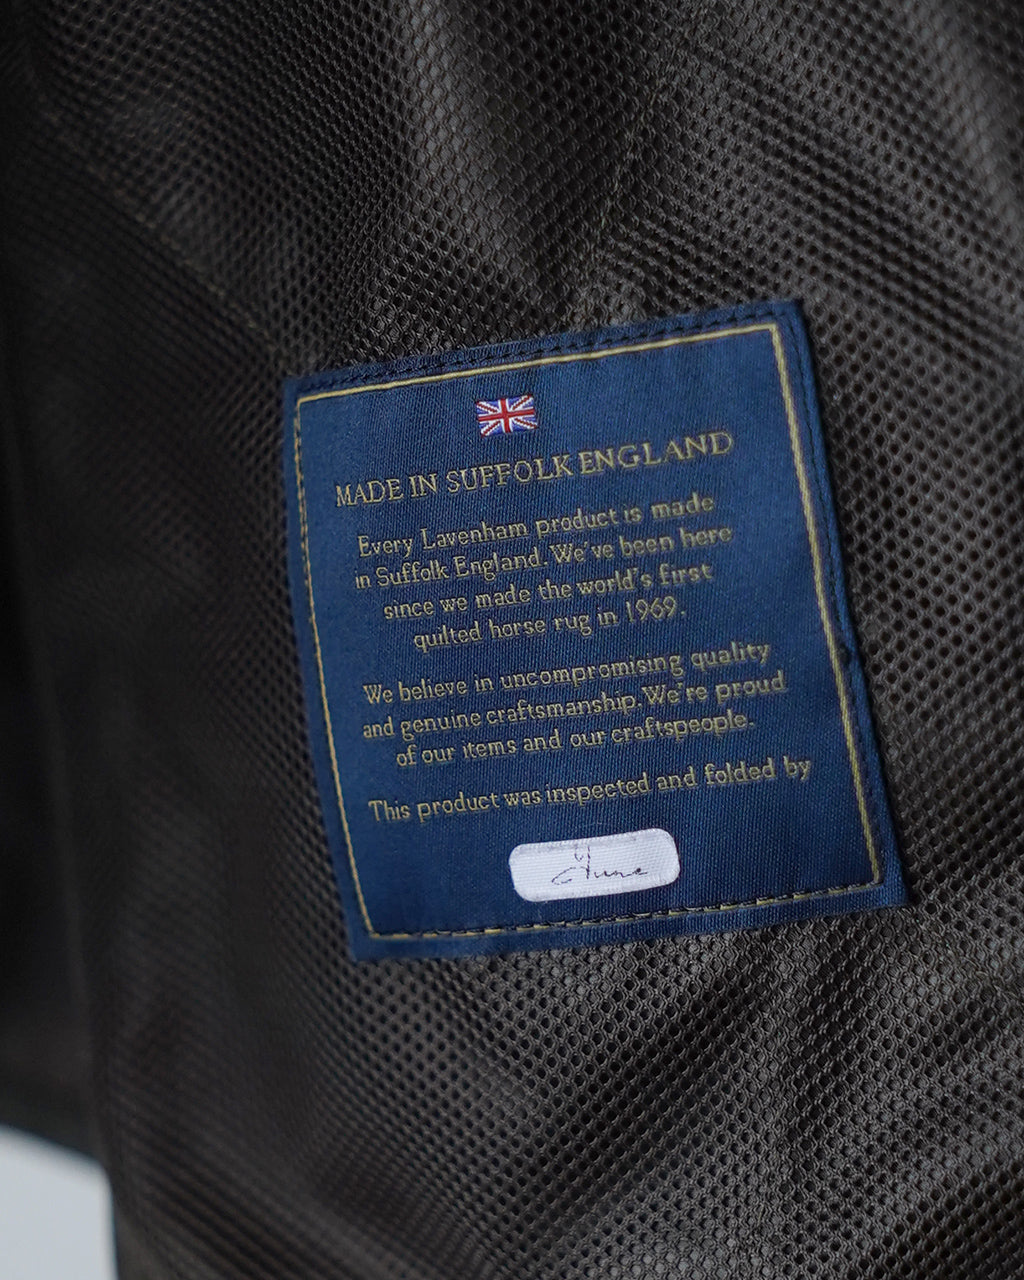 MADE IN SUFFOLK ENGLAND
Every Lavenham product is made
in Suffolk England. We've been here
since we made the world's first
quilted horse rug in 1969.
We believe in uncompromising quality
and genuine craftsmanship. We're proud
of our items and our craftspeople.
This product was inspected and folded by
June